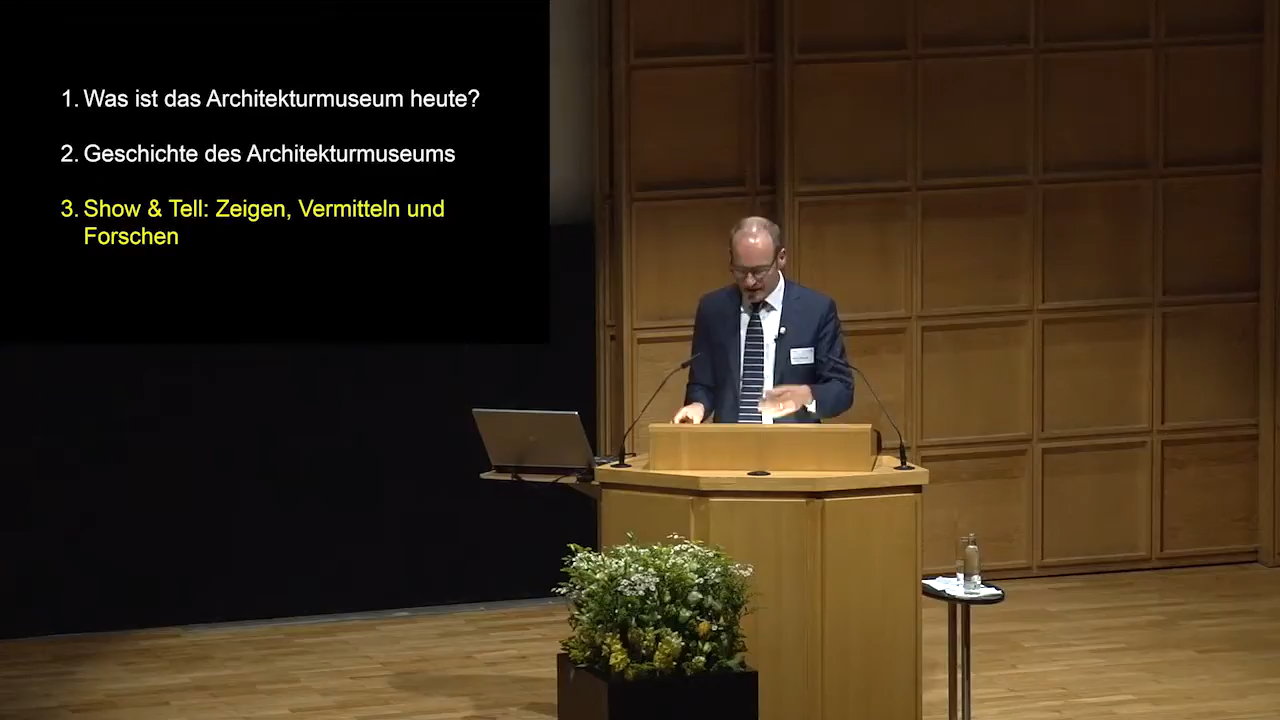 1. Was ist das Architekturmuseum heute?
2. Geschichte des Architekturmuseums
3. Show & Tell: Zeigen, Vermitteln und
Forschen